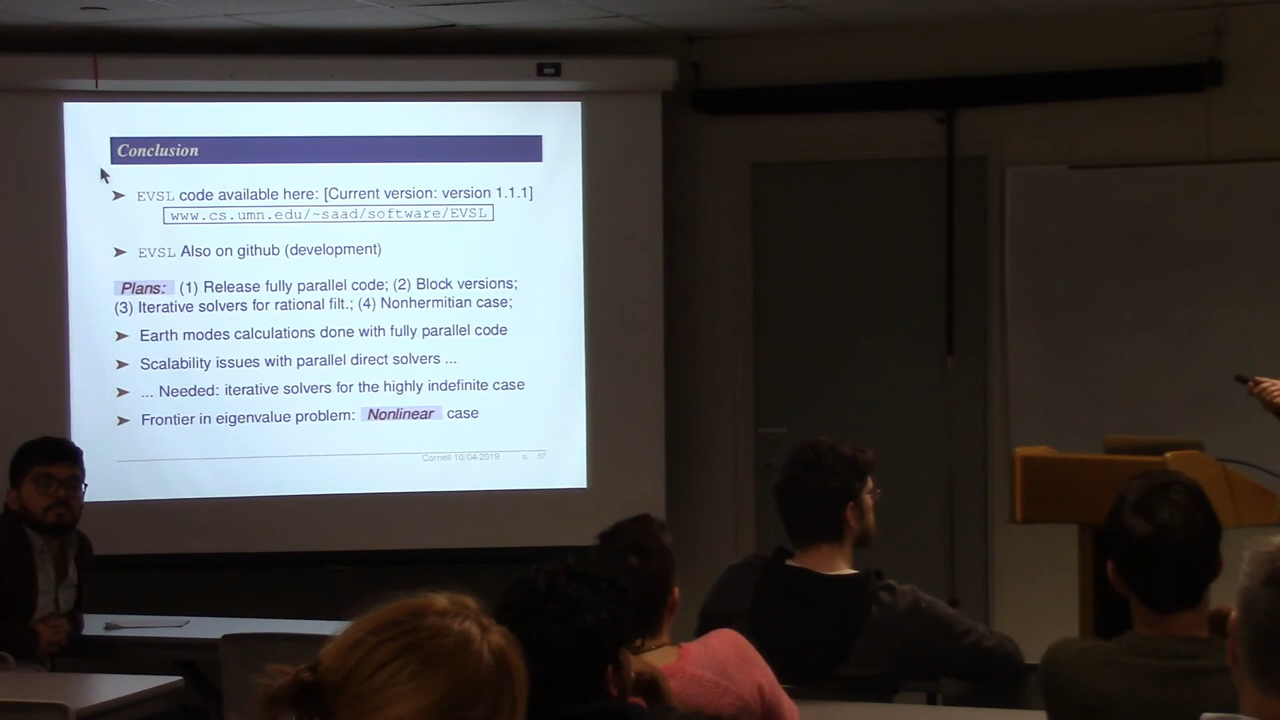 Conclusion
➤ EVSL code available here: [Current version: version 1.1.1]
www.cs.umn.edu/~saad/software/EVSL
➤ EVSL Also on github (development)
Plans: (1) Release fully parallel code; (2) Block versions;
(3) Iterative solvers for rational filt.; (4) Nonhermitian case;
➤ Earth modes calculations done with fully parallel code
➤ Scalability issues with parallel direct solvers ...
➤ ... Needed: iterative solvers for the highly indefinite case
➤ Frontier in eigenvalue problem: Nonlinear case
Cornell 10/04/2019 p. 57